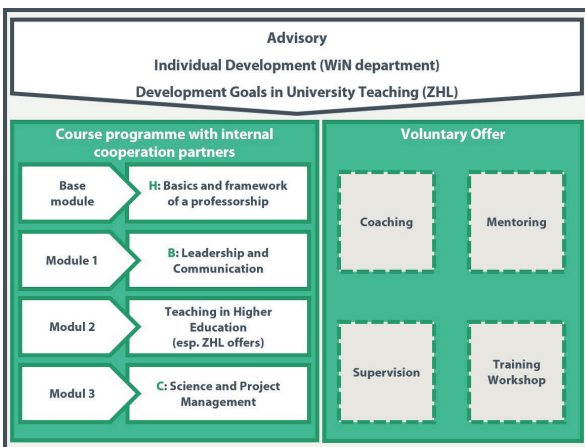 Advisory
Individual Development (WiN department)
Development Goals in University Teaching (ZHL)
Course programme with internal
cooperation partners
Base
module
H: Basics and framework
of a professorship
Module 1
B: Leadership and
Communication
Modul 2
Teaching in Higher
Education
(esp. ZHL offers)
Modul 3
C: Science and Project
Management
Voluntary Offer
Coaching
Mentoring
Supervision
Training
Workshop